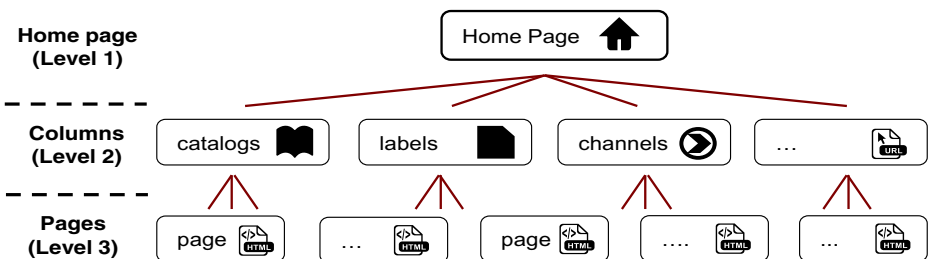 Home page
(Level 1)
Home Page
Columns
(Level 2)
catalogs
labels
channels
...
URL
Pages
(Level 3)
page
</>
HTML
...
</>
HTML
page
</>
HTML
....
</>
HTML
...
</>
HTML